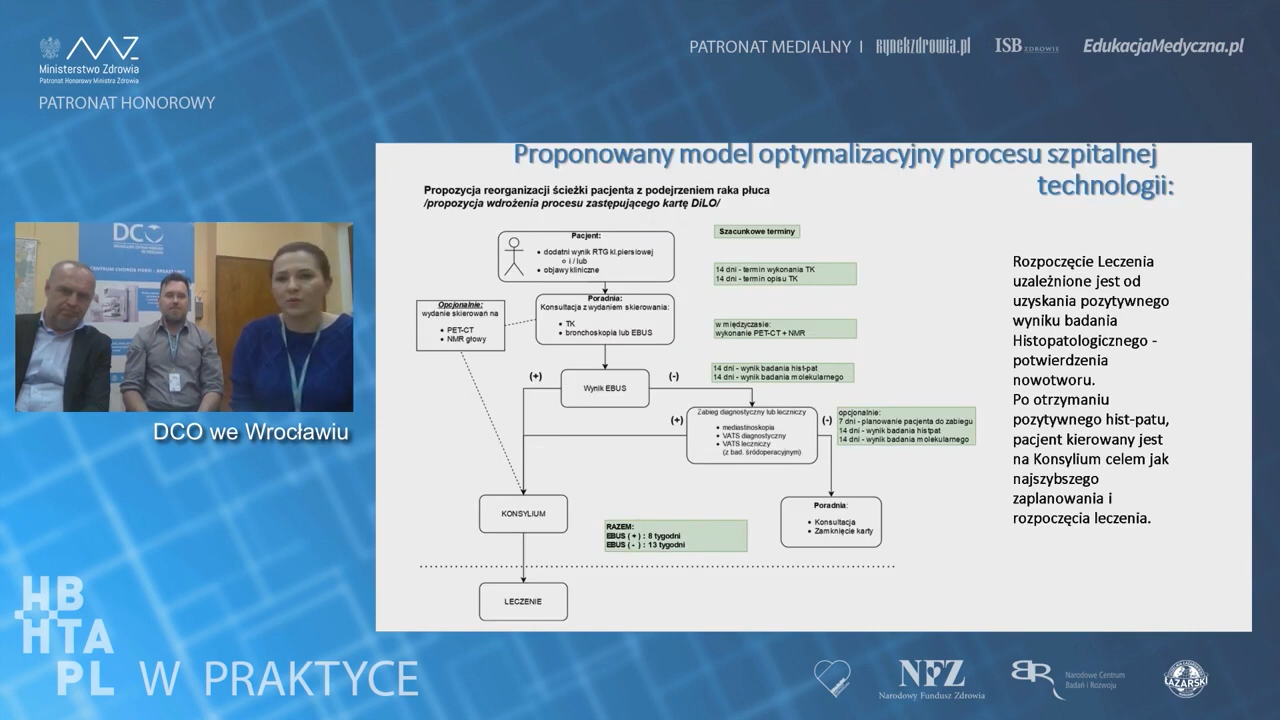 Ministerstwo Zdrowia
Patronat Honorowy Ministra Zdrowia
PATRONAT HONOROWY
PATRONAT MEDIALNY I rynekzdrowia.pl ISB ZDROWIE EdukacjaMedyczna.pl
DCO
DCO we Wrocławiu
Proponowany model optymalizacyjny procesu szpitalnej
technologii:
Propozycja reorganizacji ścieżki pacjenta z podejrzeniem raka płuca
/propozycja wdrożenia procesu zastępującego kartę DiLO/
Pacjent:
dodatni wynik RTG kl.piersiowej
i / lub
objawy kliniczne
Szacunkowe terminy
14 dni - termin wykonania TK
14 dni - termin opisu TK
Opcjonalnie:
wydanie skierowań na
PET-CT
NMR głowy
Poradnia:
Konsultacja z wydaniem skierowania:
TK
bronchoskopia lub EBUS
w międzyczasie:
wykonanie PET-CT + NMR
(+)
Wynik EBUS
(-)
14 dni - wynik badania hist-pat
14 dni - wynik badania molekularnego
(+)
Zabieg diagnostyczny lub leczniczy
mediastinoskopia
VATS diagnostyczny
VATS leczniczy
(z bad. śródoperacyjnym)
(-)
opcjonalnie:
7 dni - planowanie pacjenta do zabiegu
14 dni - wynik badania histpat
14 dni - wynik badania molekularnego
KONSYLIUM
Poradnia:
Konsultacja
Zamknięcie karty
RAZEM:
EBUS ( + ) : 8 tygodni
EBUS ( - ) : 13 tygodni
LECZENIE
Rozpoczęcie Leczenia
uzależnione jest od
uzyskania pozytywnego
wyniku badania
Histopatologicznego -
potwierdzenia
nowotworu.
Po otrzymaniu
pozytywnego hist-patu,
pacjent kierowany jest
na Konsylium celem jak
najszybszego
zaplanowania i
rozpoczęcia leczenia.
HB
HTA
PL W PRAKTYCE
NFZ
Narodowy Fundusz Zdrowia
Narodowe Centrum
Badań i Rozwoju
ŁAZARSKI